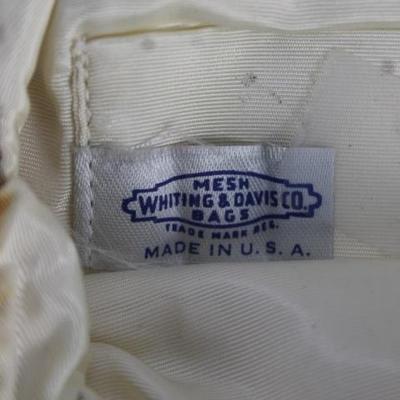 MESH
WHITING & DAVIS CO.
BAGS
TRADE MARK REG.
MADE IN U.S.A.